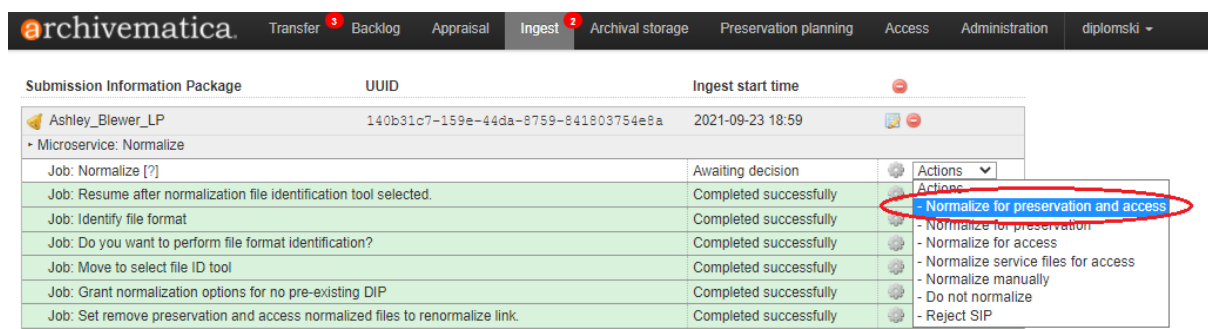 archivematica. Transfer 3 Backlog Appraisal Ingest 2 Archival storage Preservation planning Access Administration diplomski
Submission Information Package UUID Ingest start time
Ashley_Blewer_LP 140b31c7-159e-44da-8759-841803754e8a 2021-09-23 18:59
Microservice: Normalize
Job: Normalize [?] Awaiting decision Actions
Job: Resume after normalization file identification tool selected. Completed successfully Actions
- Normalize for preservation and access
Job: Identify file format Completed successfully - Normalize for preservation
Job: Do you want to perform file format identification? Completed successfully - Normalize for access
Job: Move to select file ID tool Completed successfully - Normalize service files for access
- Normalize manually
Job: Grant normalization options for no pre-existing DIP Completed successfully - Do not normalize
Job: Set remove preservation and access normalized files to renormalize link. Completed successfully - Reject SIP